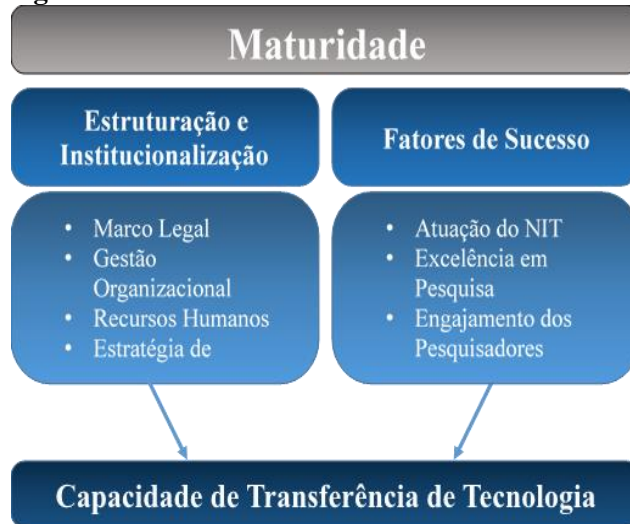 Maturidade
Estruturação e
Institucionalização
• Marco Legal
• Gestão
Organizacional
• Recursos Humanos
• Estratégia de
Fatores de Sucesso
• Atuação do NIT
• Excelência em
Pesquisa
• Engajamento dos
Pesquisadores
Capacidade de Transferência de Tecnologia